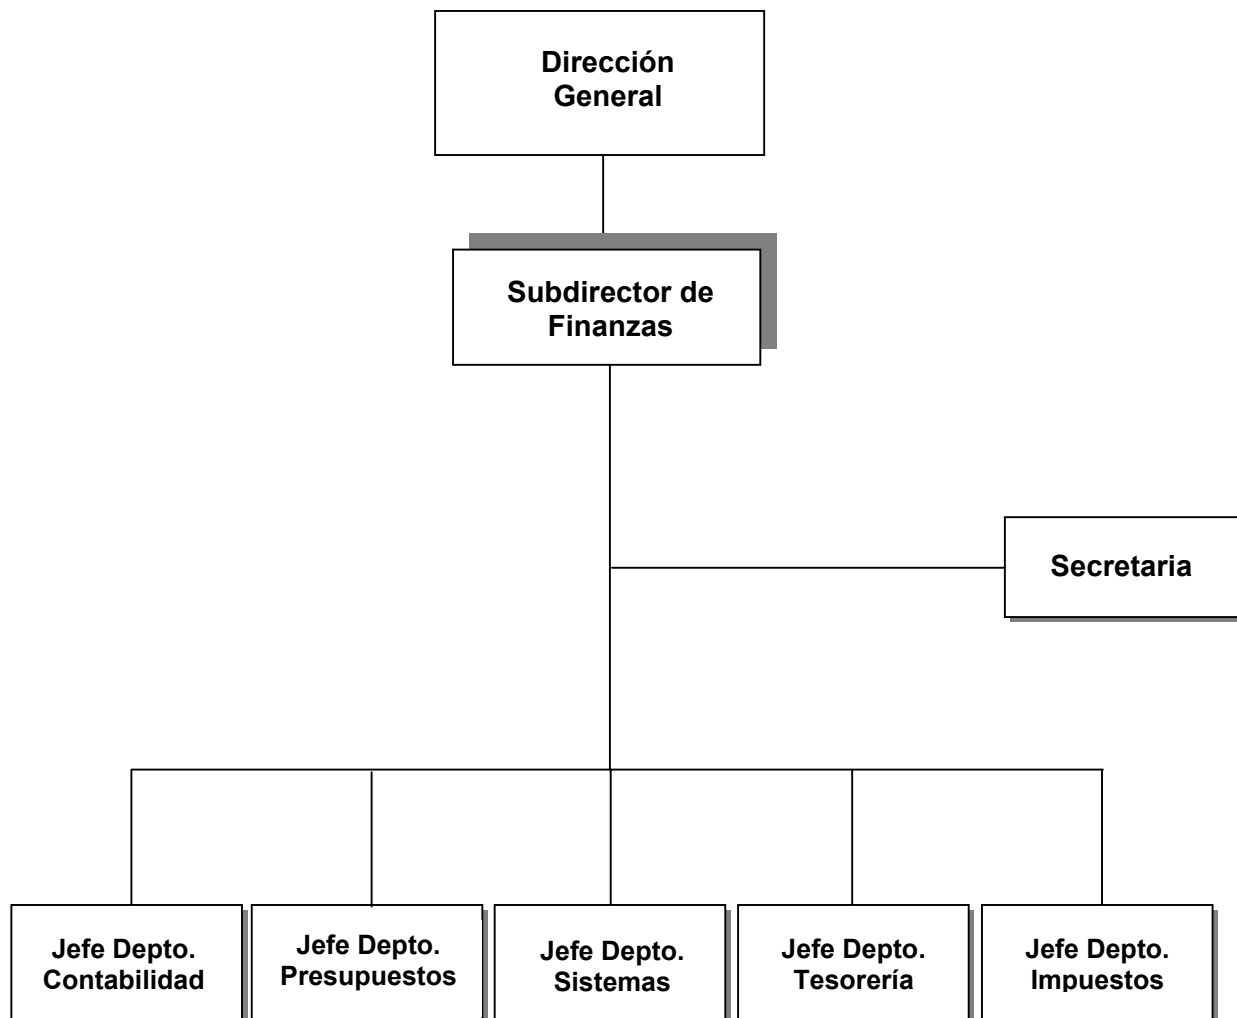 Dirección
General
Subdirector de
Finanzas
Secretaria
Jefe Depto.
Contabilidad
Jefe Depto.
Presupuestos
Jefe Depto.
Sistemas
Jefe Depto.
Tesorería
Jefe Depto.
Impuestos